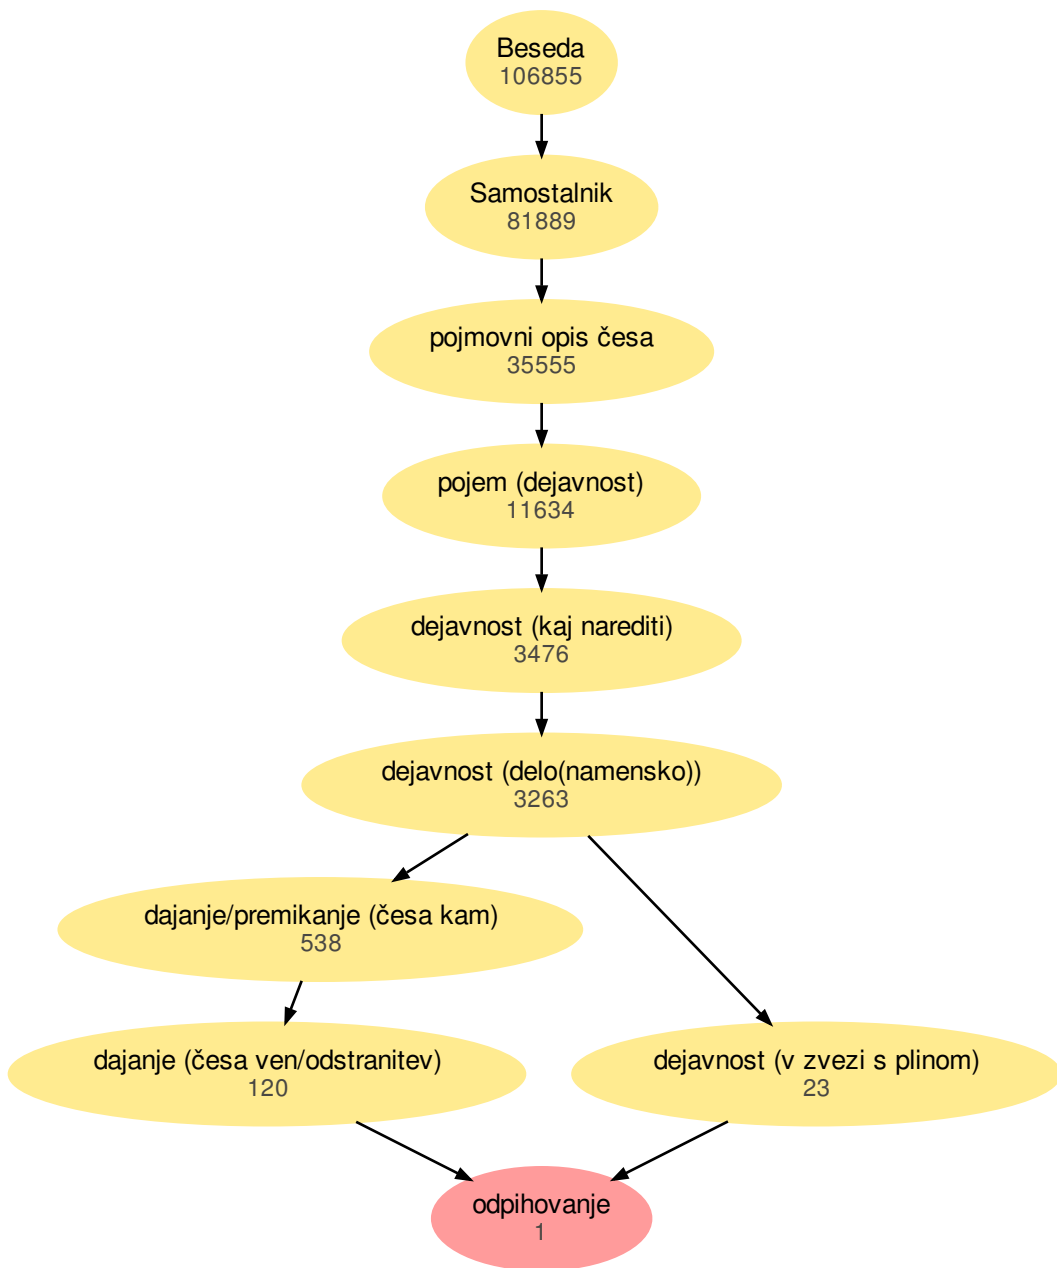 Beseda
106855
Samostalnik
81889
pojmovni opis česa
35555
pojem (dejavnost)
11634
dejavnost (kaj narediti)
3476
dejavnost (delo(namensko))
3263
dajanje/premikanje (česa kam)
538
dajanje (česa ven/odstranitev)
120
dejavnost (v zvezi s plinom)
23
odpihovanje
1